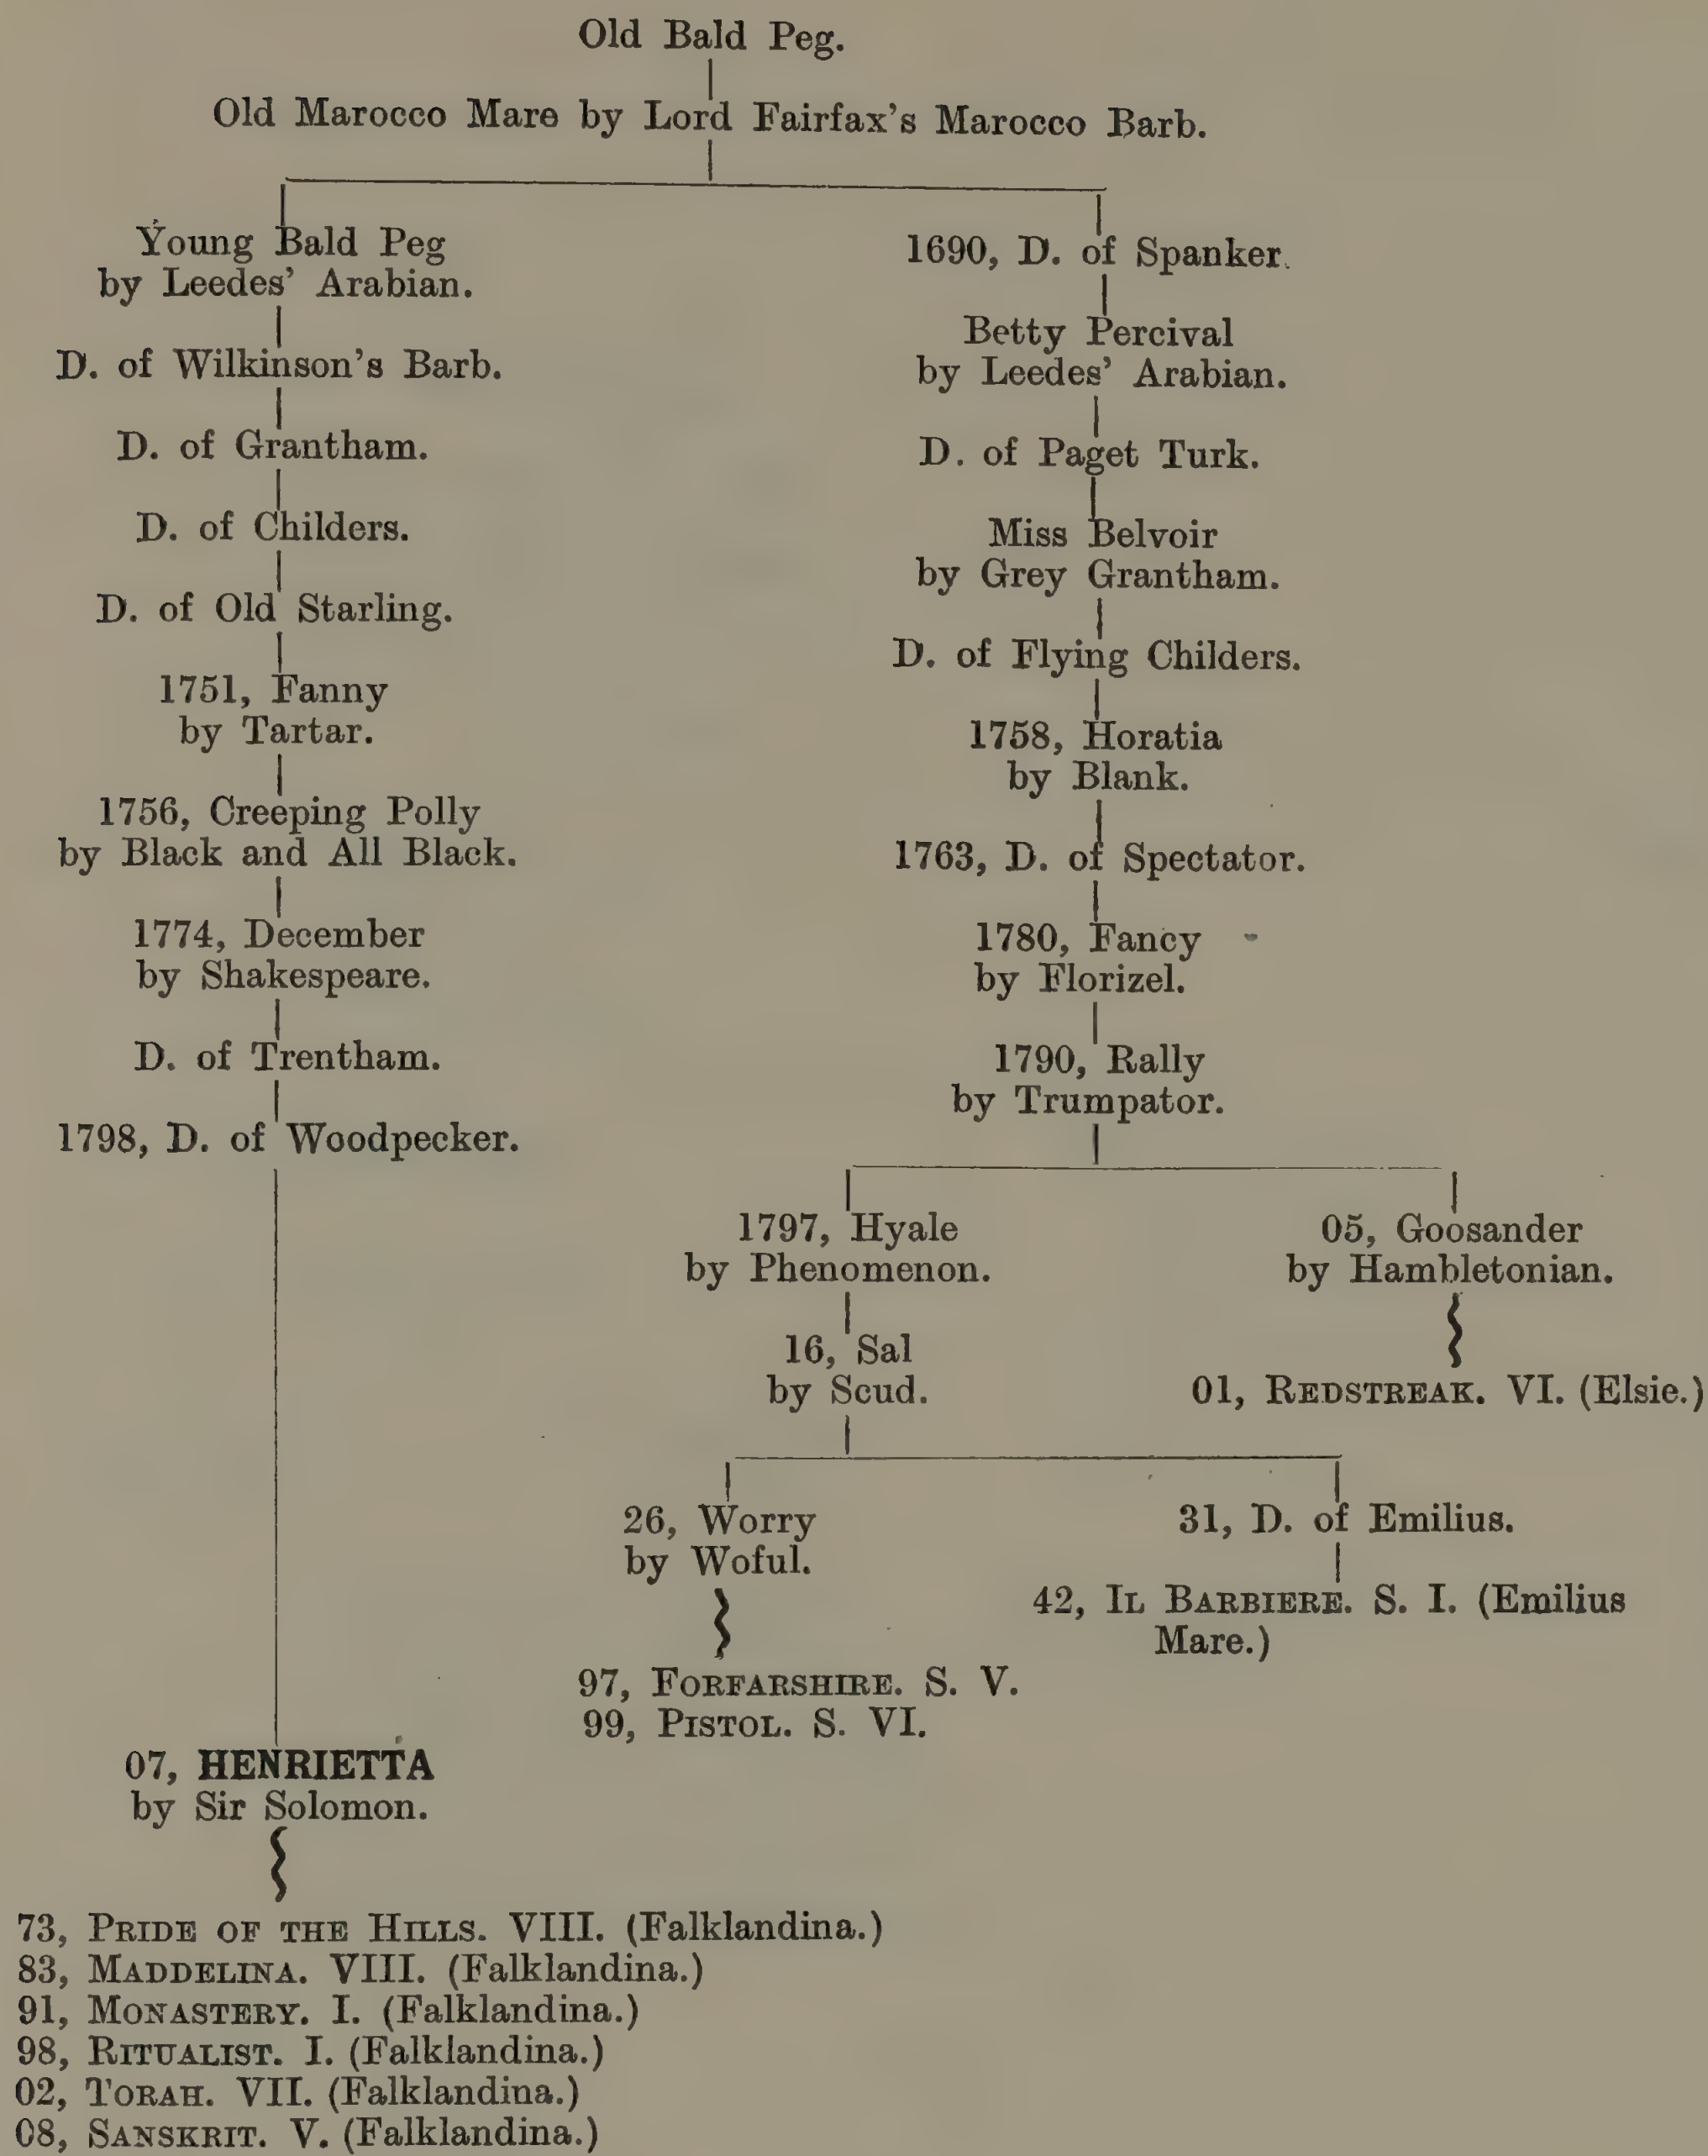 Old Bald Peg.
Old Marocco Mare by Lord Fairfax's Marocco Barb.
Young Bald Peg
by Leedes' Arabian.
D. of Wilkinson's Barb.
D. of Grantham.
D. of Childers.
D. of Old Starling.
1751, Fanny
by Tartar.
1756, Creeping Polly
by Black and All Black.
1774, December
by Shakespeare.
D. of Trentham.
1798, D. of Woodpecker.
07, HENRIETTA
by Sir Solomon.
73, PRIDE OF THE HILLS. VIII. (Falklandina.)
83, MADDELINA. VIII. (Falklandina.)
91, MONASTERY. I. (Falklandina.)
98, RITUALIST. I. (Falklandina.)
02, TORAH. VII. (Falklandina.)
08, SANSKRIT. V. (Falklandina.)
1690, D. of Spanker.
Betty Percival
by Leedes' Arabian.
D. of Paget Turk.
Miss Belvoir
by Grey Grantham.
D. of Flying Childers.
1758, Horatia
by Blank.
1763, D. of Spectator.
1780, Fancy
by Florizel.
1790, Rally
by Trumpator.
1797, Hyale
by Phenomenon.
16, Sal
by Scud.
26, Worry
by Woful.
97, FORFARSHIRE. S. V.
99, PISTOL. S. VI.
31, D. of Emilius.
42, IL BARBIERE. S. I. (Emilius
Mare.)
05, Goosander
by Hambletonian.
01, REDSTREAK. VI. (Elsie.)